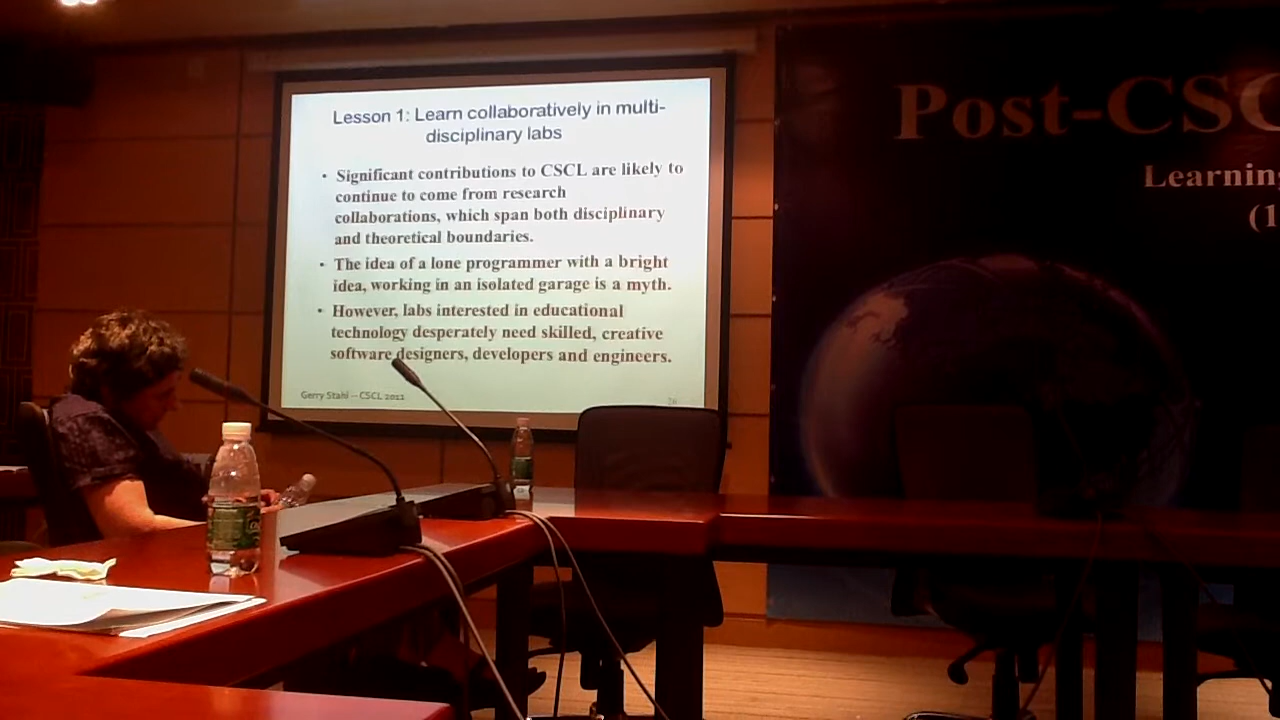 Lesson 1: Learn collaboratively in multi-
disciplinary labs
• Significant contributions to CSCL are likely to
continue to come from research
collaborations, which span both disciplinary
and theoretical boundaries.
• The idea of a lone programmer with a bright
idea, working in an isolated garage is a myth.
• However, labs interested in educational
technology desperately need skilled, creative
software designers, developers and engineers.
Gerry Stahl -- CSCL 2011
Post-CSC
Learnin
(1